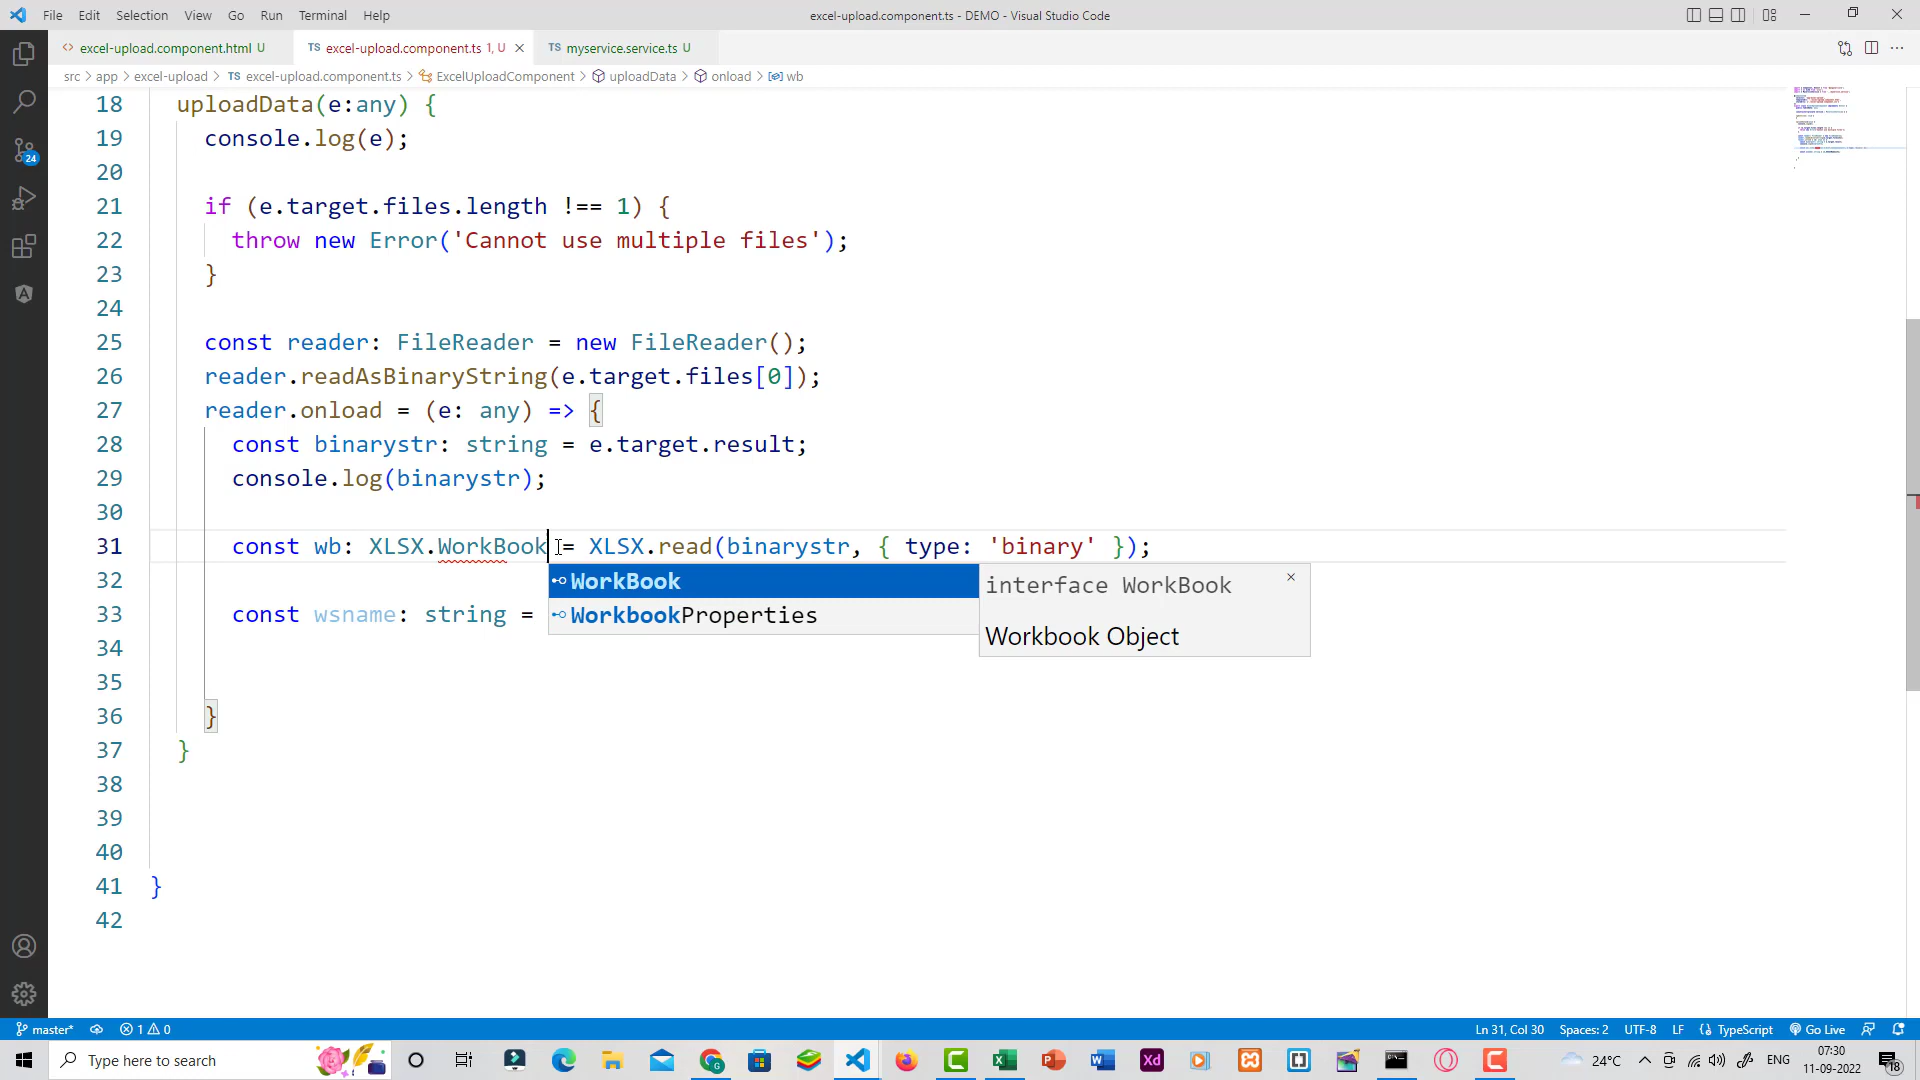 File Edit Selection View Go Run Terminal Help
excel-upload.component.ts - DEMO - Visual Studio Code
<> excel-upload.component.html U
TS excel-upload.component.ts 1, U ×
TS myservice.service.ts U
src > app > excel-upload > TS excel-upload.component.ts > ExcelUploadComponent > uploadData > onload > wb
18 uploadData(e:any) {
19 console.log(e);
20
21 if (e.target.files.length !== 1) {
22 throw new Error('Cannot use multiple files');
23 }
24
25 const reader: FileReader = new FileReader();
26 reader.readAsBinaryString(e.target.files[0]);
27 reader.onload = (e: any) => {
28 const binarystr: string = e.target.result;
29 console.log(binarystr);
30
31 const wb: XLSX.WorkBook = XLSX.read(binarystr, { type: 'binary' });
32
WorkBook
interface WorkBook ×
33 const wsname: string =
WorkbookProperties
Workbook Object
34
35
36 }
37 }
38
39
40
41 }
42
24
master* 1 0
Ln 31, Col 30 Spaces: 2 UTF-8 LF TypeScript Go Live
Type here to search
24°C ENG
07:30
11-09-2022
18